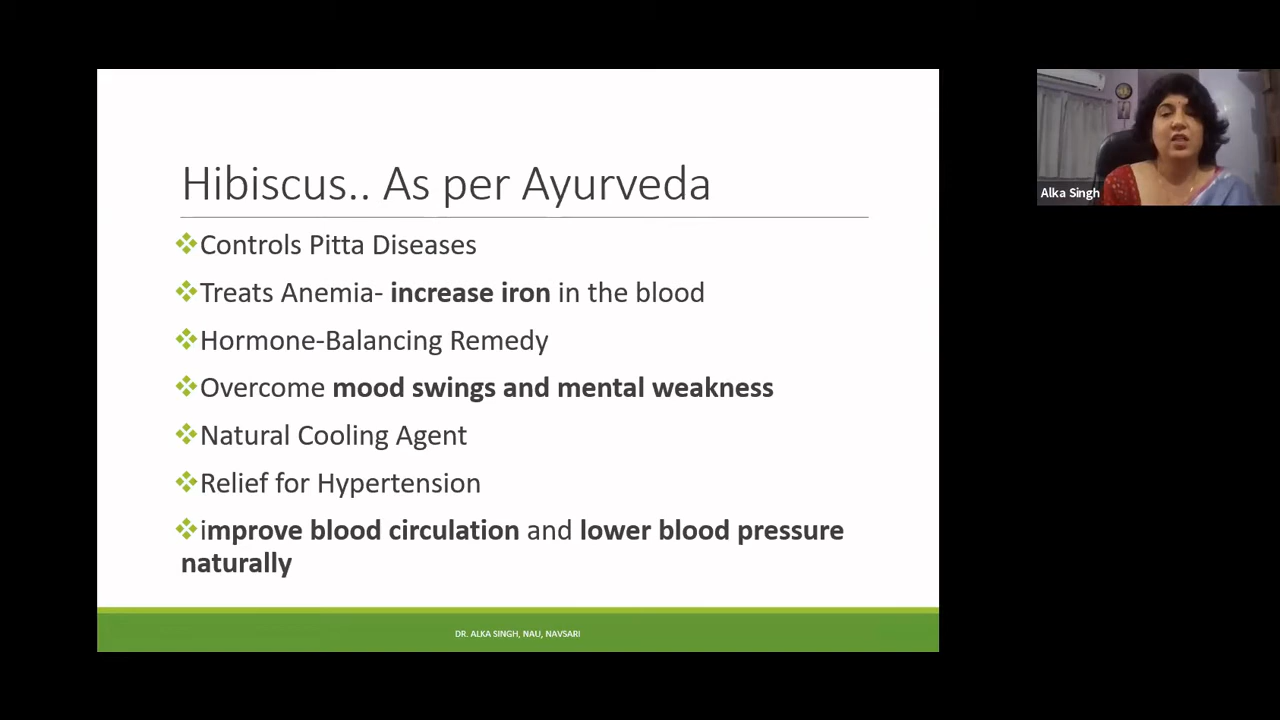 Hibiscus.. As per Ayurveda
Controls Pitta Diseases
Treats Anemia- increase iron in the blood
Hormone-Balancing Remedy
Overcome mood swings and mental weakness
Natural Cooling Agent
Relief for Hypertension
improve blood circulation and lower blood pressure
naturally
DR. ALKA SINGH, NAU, NAVSARI
Alka Singh